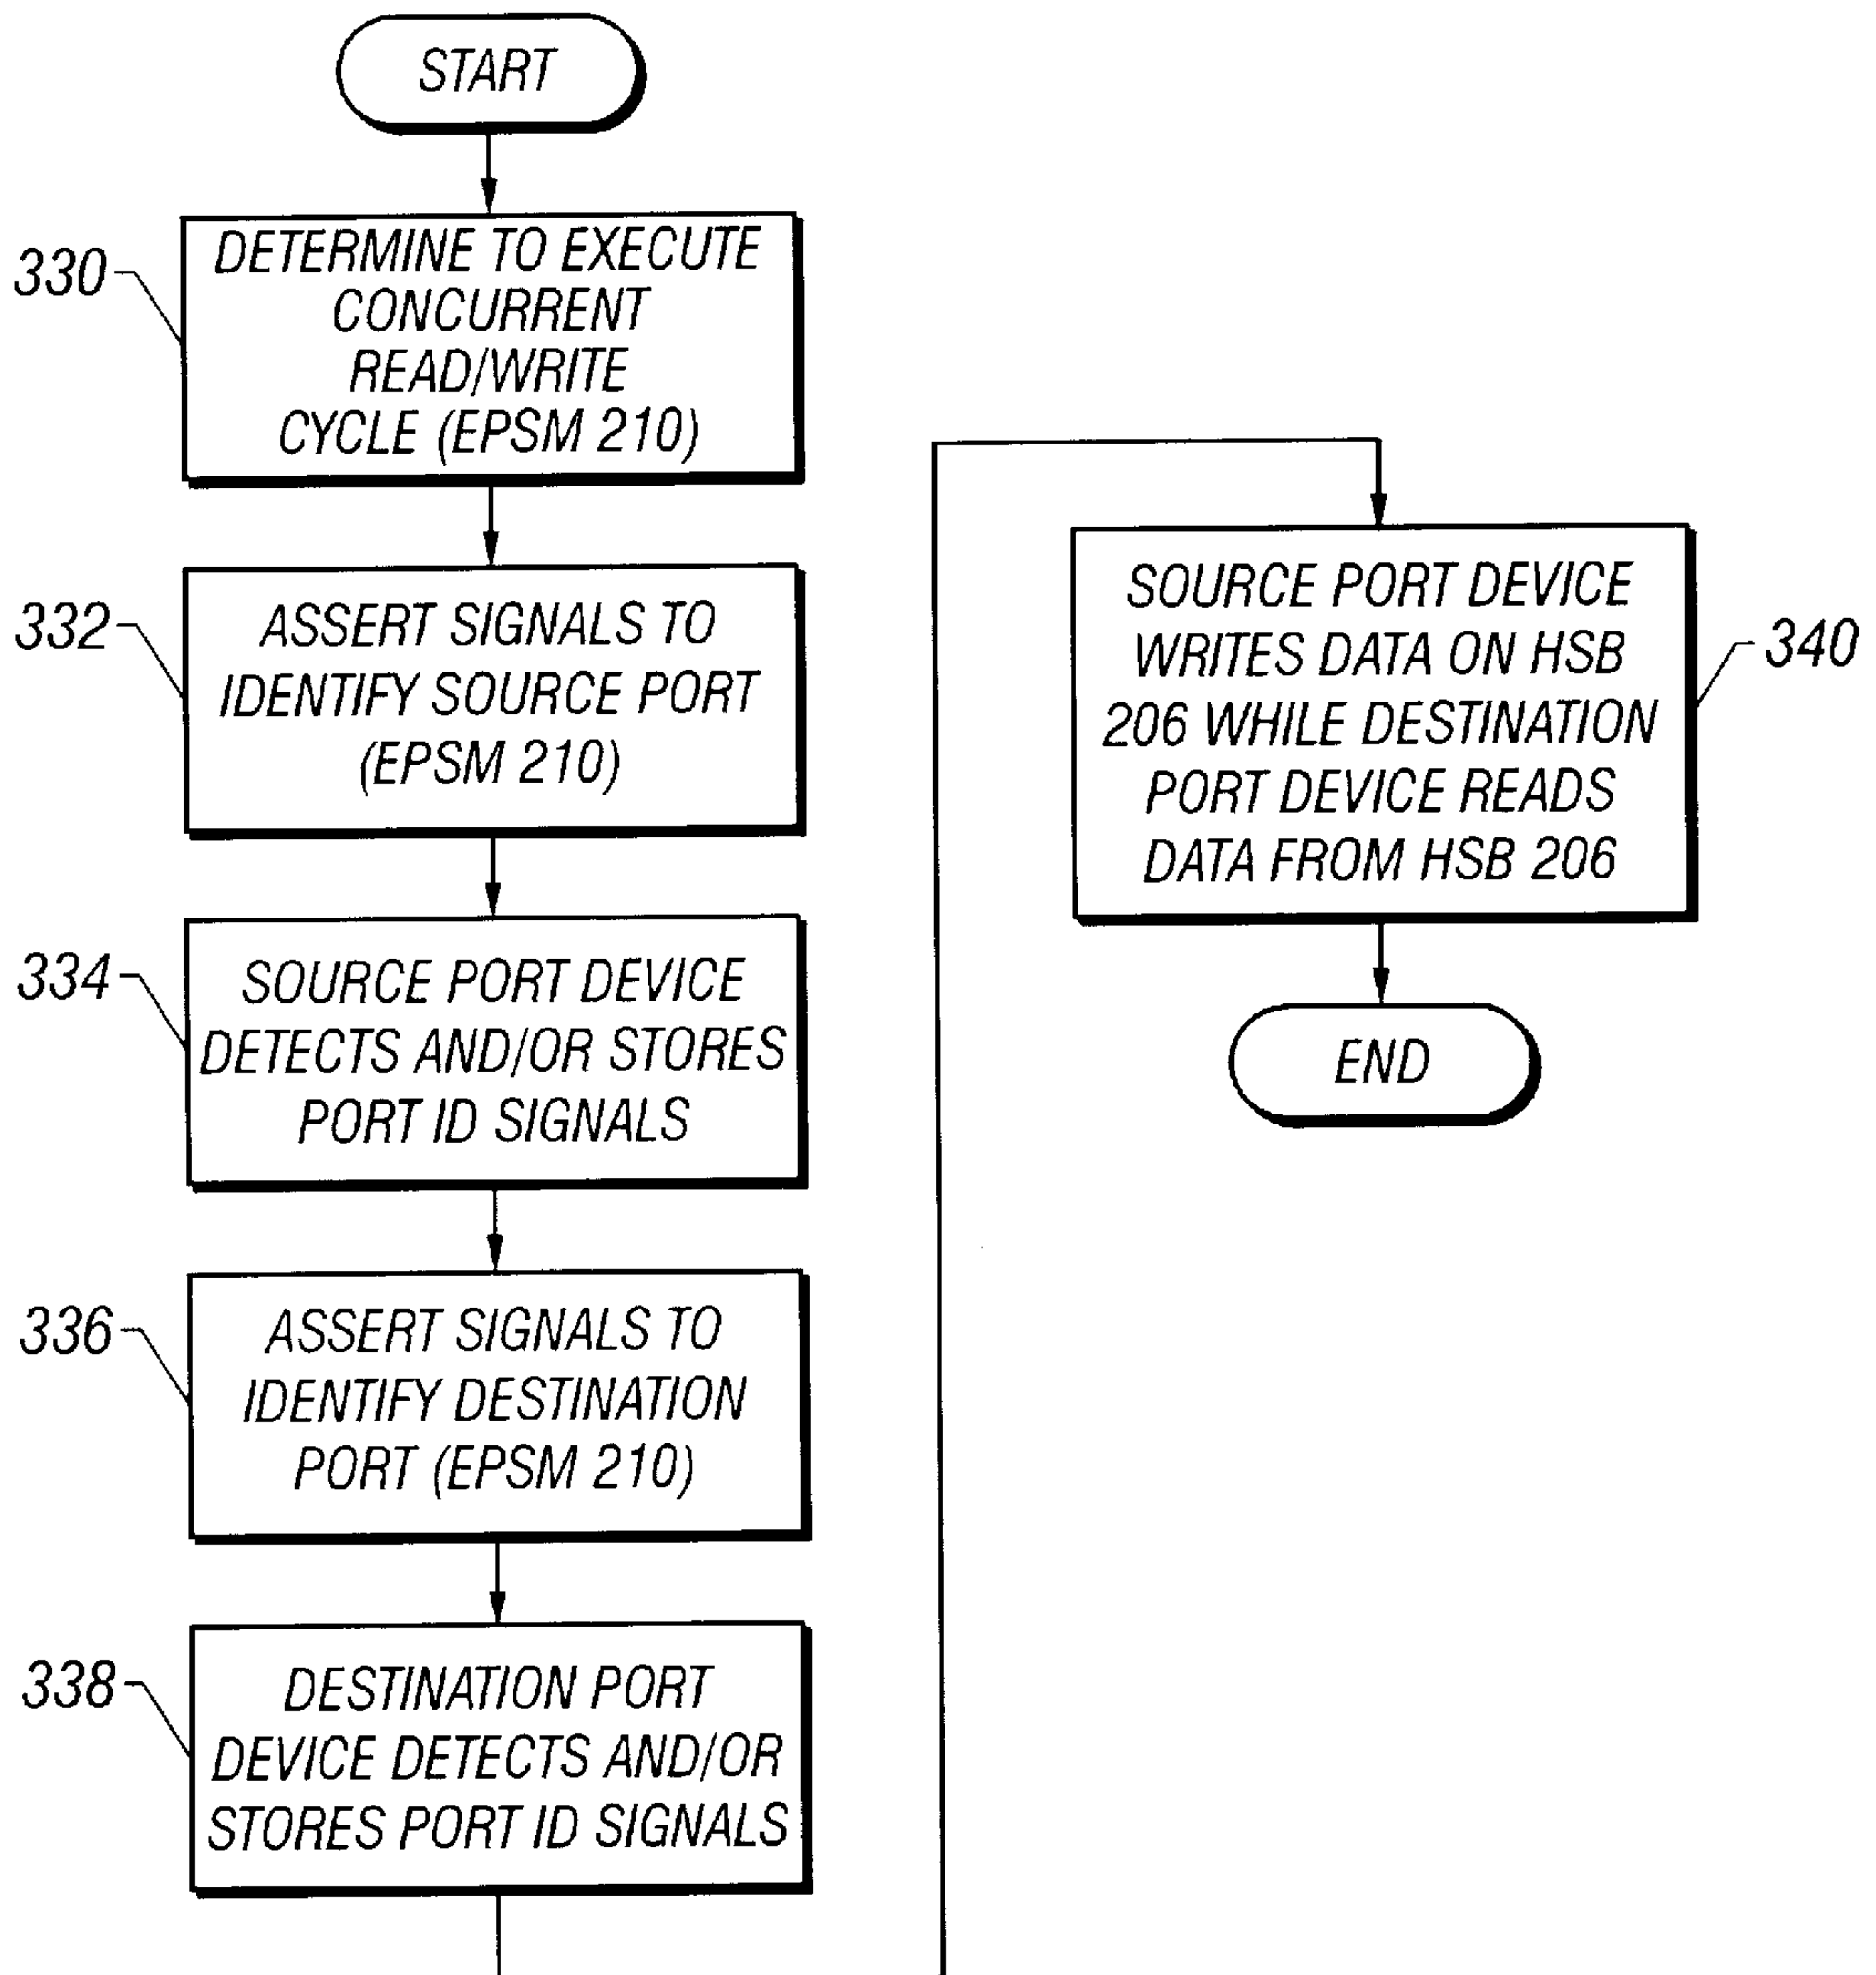 START
330
DETERMINE TO EXECUTE
CONCURRENT
READ/WRITE
CYCLE (EPSM 210)
332
ASSERT SIGNALS TO
IDENTIFY SOURCE PORT
(EPSM 210)
334
SOURCE PORT DEVICE
DETECTS AND/OR STORES
PORT ID SIGNALS
336
ASSERT SIGNALS TO
IDENTIFY DESTINATION
PORT (EPSM 210)
338
DESTINATION PORT
DEVICE DETECTS AND/OR
STORES PORT ID SIGNALS
SOURCE PORT DEVICE
WRITES DATA ON HSB
206 WHILE DESTINATION
PORT DEVICE READS
DATA FROM HSB 206
340
END